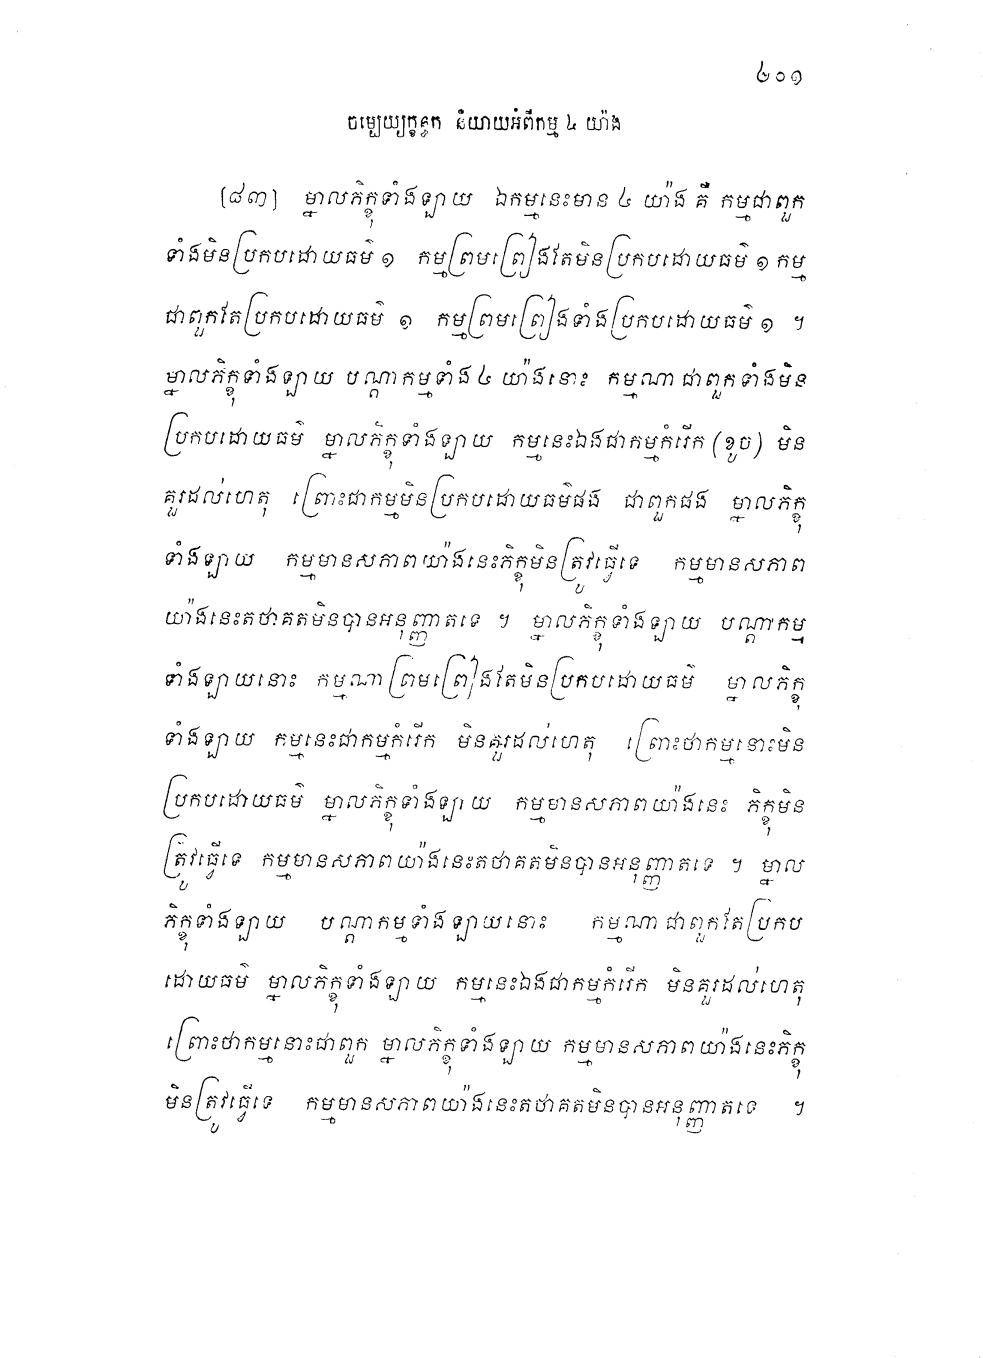 ៤០១
ចម្បេយ្យក្ខន្ធក និយាយអំពីកម្ម ៤ យ៉ាង
(៨៣) ម្នាលភិក្ខុទាំងឡាយ ឯកម្មនេះមាន ៤ យ៉ាង គឺ កម្មជាពួក
ទាំងមិនប្រកបដោយធម៌ ១ កម្មព្រមព្រៀងតែមិនប្រកបដោយធម៌ ១ កម្ម
ជាពួកតែប្រកបដោយធម៌ ១ កម្មព្រមព្រៀងទាំងប្រកបដោយធម៌ ១ ។
ម្នាលភិក្ខុទាំងឡាយ បណ្តាកម្មទាំង ៤ យ៉ាងនោះ កម្មណាជាពួកទាំងមិន
ប្រកបដោយធម៌ ម្នាលភិក្ខុទាំងឡាយ កម្មនេះឯងជាកម្មកំរើក (ខូច) មិន
គួរដល់ហេតុ ព្រោះជាកម្មមិនប្រកបដោយធម៌ផង ជាពួកផង ម្នាលភិក្ខុ
ទាំងឡាយ កម្មមានសភាពយ៉ាងនេះភិក្ខុមិនត្រូវធ្វើទេ កម្មមានសភាព
យ៉ាងនេះតថាគតមិនបានអនុញ្ញាតទេ ។ ម្នាលភិក្ខុទាំងឡាយ បណ្តាកម្ម
ទាំងឡាយនោះ កម្មណាព្រមព្រៀងតែមិនប្រកបដោយធម៌ ម្នាលភិក្ខុ
ទាំងឡាយ កម្មនេះជាកម្មកំរើក មិនគួរដល់ហេតុ ព្រោះថាកម្មនោះមិន
ប្រកបដោយធម៌ ម្នាលភិក្ខុទាំងឡាយ កម្មមានសភាពយ៉ាងនេះ ភិក្ខុមិន
ត្រូវធ្វើទេ កម្មមានសភាពយ៉ាងនេះតថាគតមិនបានអនុញ្ញាតទេ ។ ម្នាល
ភិក្ខុទាំងឡាយ បណ្តាកម្មទាំងឡាយនោះ កម្មណាជាពួកតែប្រកប
ដោយធម៌ ម្នាលភិក្ខុទាំងឡាយ កម្មនេះឯងជាកម្មកំរើក មិនគួរដល់ហេតុ
ព្រោះថាកម្មនោះជាពួក ម្នាលភិក្ខុទាំងឡាយ កម្មមានសភាពយ៉ាងនេះភិក្ខុ
មិនត្រូវធ្វើទេ កម្មមានសភាពយ៉ាងនេះតថាគតមិនបានអនុញ្ញាតទេ ។